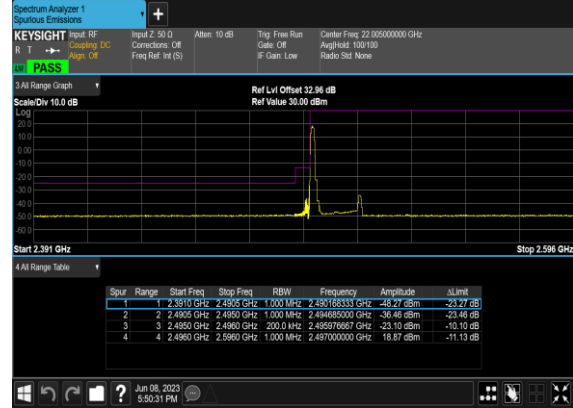 Spectrum Analyzer 1
Spurious Emissions
KEYSIGHT Input: RF Input Z: 50 Ω Atten: 10 dB Trig: Free Run Center Freq: 22.005000000 GHz
R T Coupling: DC Corrections: Off Gate: Off Avg|Hold: 100/100
Align: Off Freq Ref: Int (S) IF Gain: Low Radio Std: None
PASS
3 All Range Graph
Ref Lvl Offset 32.96 dB
Scale/Div 10.0 dB Ref Value 30.00 dBm
Log
20.0
10.0
0.00
-10.0
-20.0
-30.0
-40.0
-50.0
-60.0
Start 2.391 GHz Stop 2.596 GHz
4 All Range Table
Spur Range Start Freq Stop Freq RBW Frequency Amplitude ΔLimit
1 1 2.3910 GHz 2.4905 GHz 1.000 MHz 2.490168333 GHz -48.27 dBm -23.27 dB
2 2 2.4905 GHz 2.4950 GHz 1.000 MHz 2.494685000 GHz -36.46 dBm -23.46 dB
3 3 2.4950 GHz 2.4960 GHz 200.0 kHz 2.495976667 GHz -23.10 dBm -10.10 dB
4 4 2.4960 GHz 2.5960 GHz 1.000 MHz 2.497000000 GHz 18.87 dBm -11.13 dB
? Jun 08, 2023
5:50:31 PM